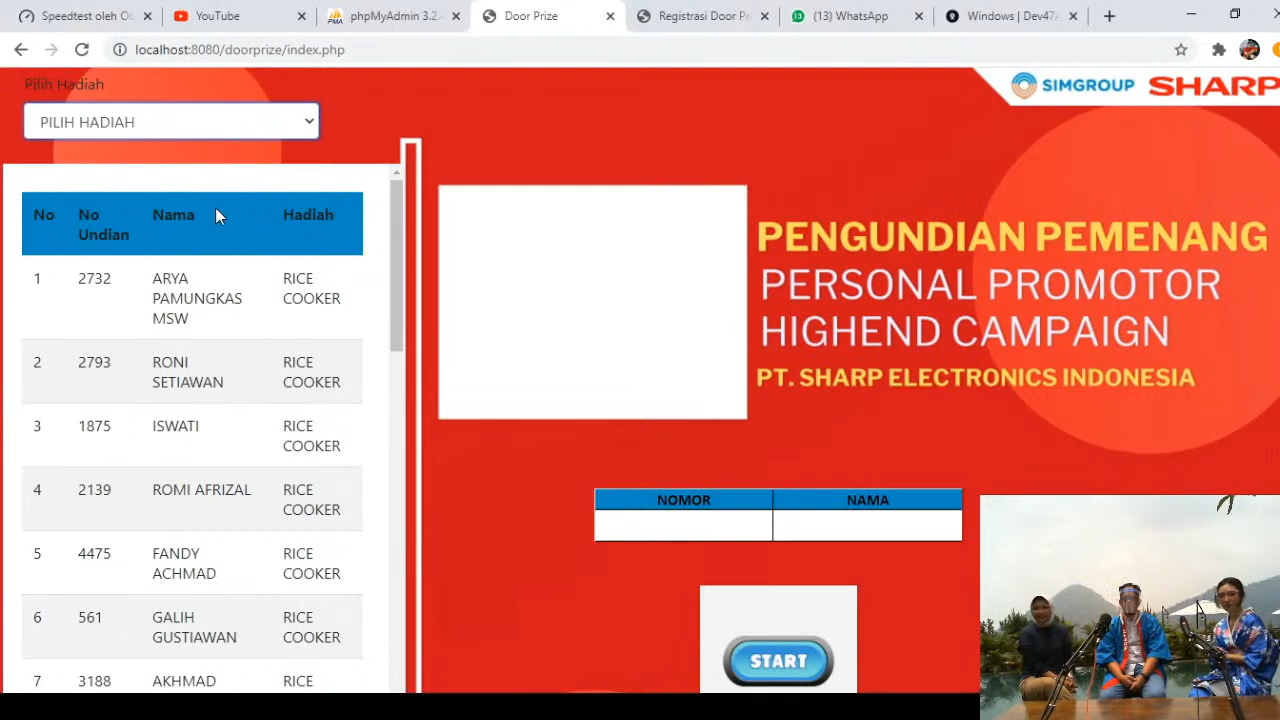 Speedtest oleh Oo
YouTube
phpMyAdmin 3.2.
Door Prize
Registrasi Door Pr
(13) WhatsApp
Windows | Dev47A
localhost:8080/doorprize/index.php
Pilih Hadiah
PILIH HADIAH
SIMGROUP
SHARP
No
No Undian
Nama
Hadiah
1 2732 ARYA PAMUNGKAS MSW RICE COOKER
2 2793 RONI SETIAWAN RICE COOKER
3 1875 ISWATI RICE COOKER
4 2139 ROMI AFRIZAL RICE COOKER
5 4475 FANDY ACHMAD RICE COOKER
6 561 GALIH GUSTIAWAN RICE COOKER
7 3188 AKHMAD RICE
PENGUNDIAN PEMENANG
PERSONAL PROMOTOR
HIGHEND CAMPAIGN
PT. SHARP ELECTRONICS INDONESIA
NOMOR
NAMA
START